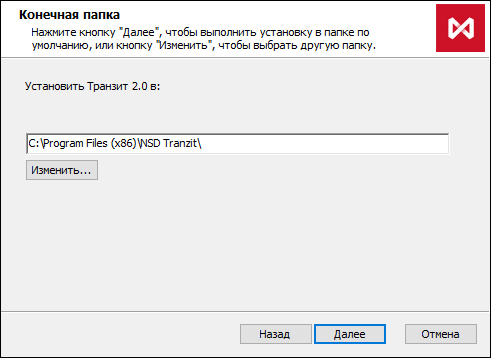 Конечная папка
Нажмите кнопку "Далее", чтобы выполнить установку в папке по
умолчанию, или кнопку "Изменить", чтобы выбрать другую папку.
Установить Транзит 2.0 в:
C:\Program Files (x86)\NSD Tranzit\
Изменить...
Назад
Далее
Отмена